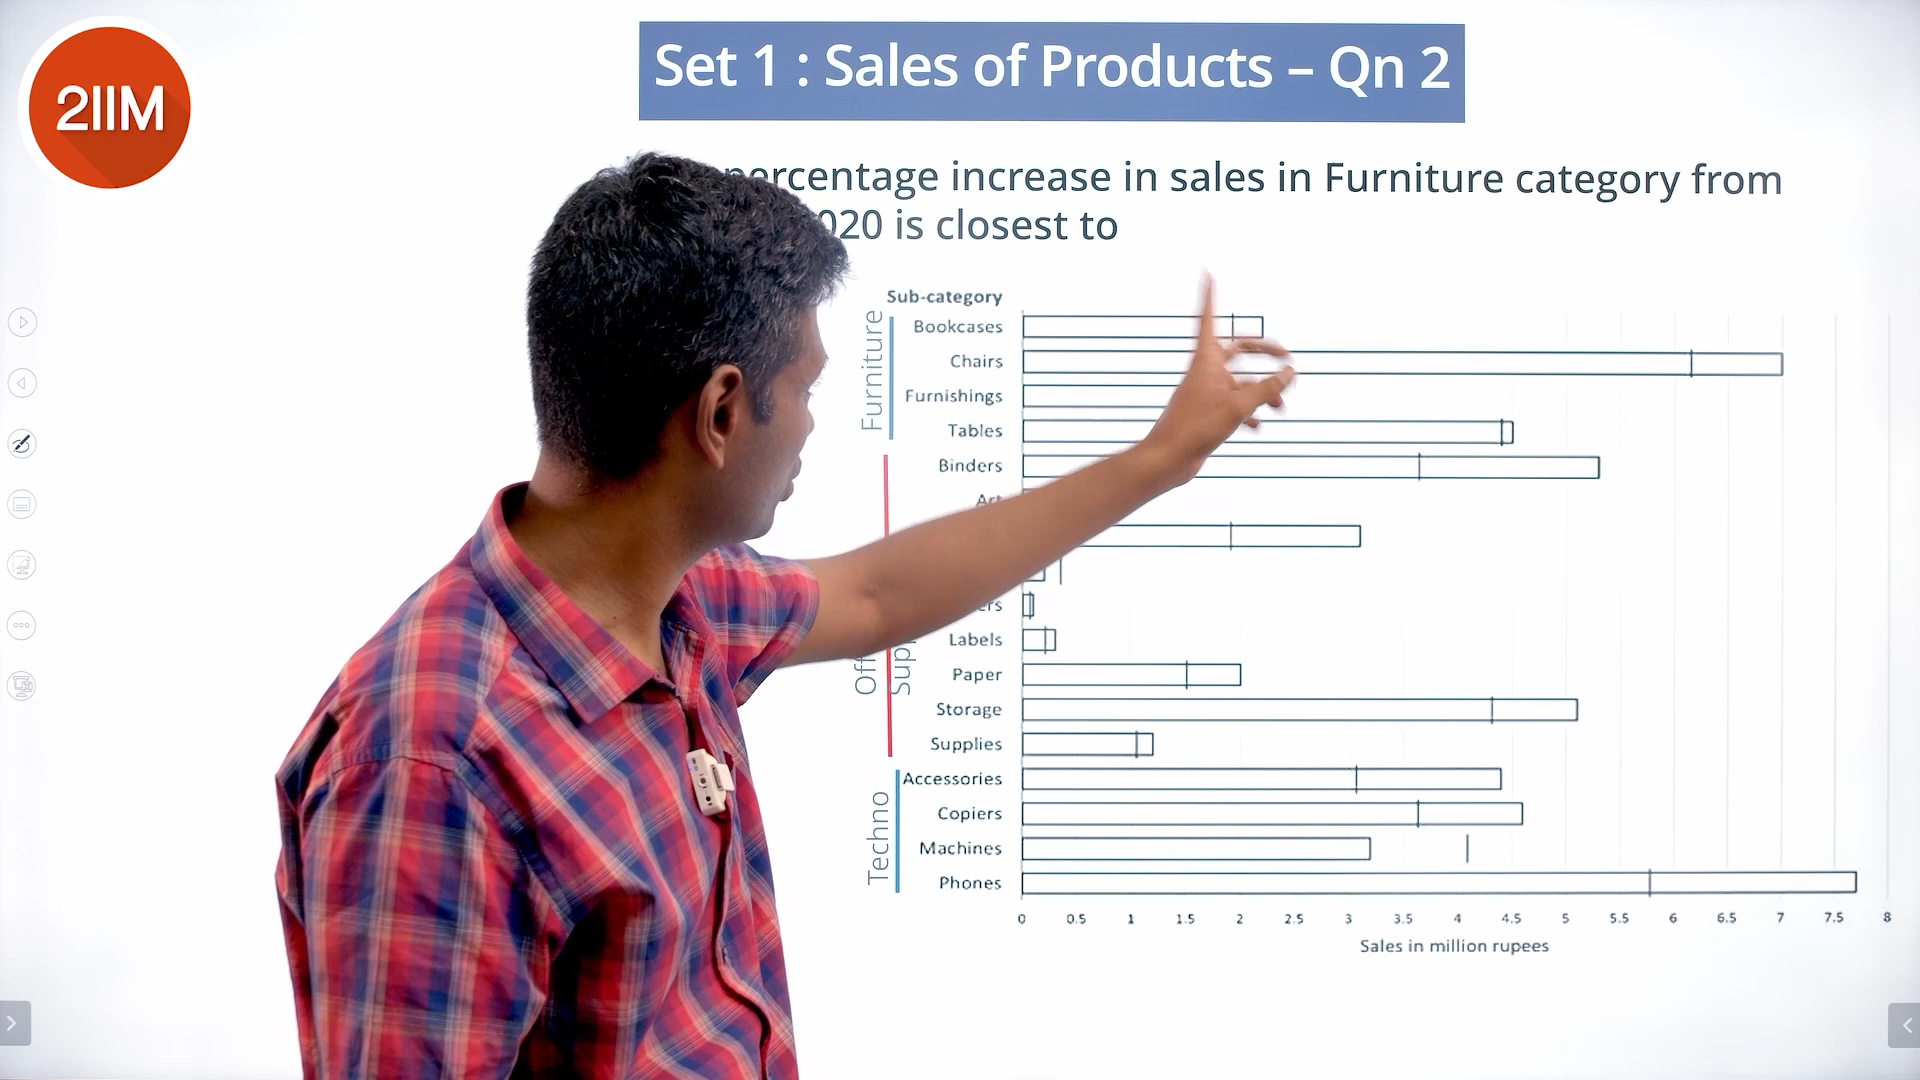 2IIM
Set 1 : Sales of Products – Qn 2
percentage increase in sales in Furniture category from
is closest to
Sub-category
Furniture
Bookcases
Chairs
Furnishings
Tables
Binders
Art
Labels
Paper
Storage
Supplies
Techno
Accessories
Copiers
Machines
Phones
0 0.5 1 1.5 2 2.5 3 3.5 4 4.5 5 5.5 6 6.5 7 7.5 8
Sales in million rupees